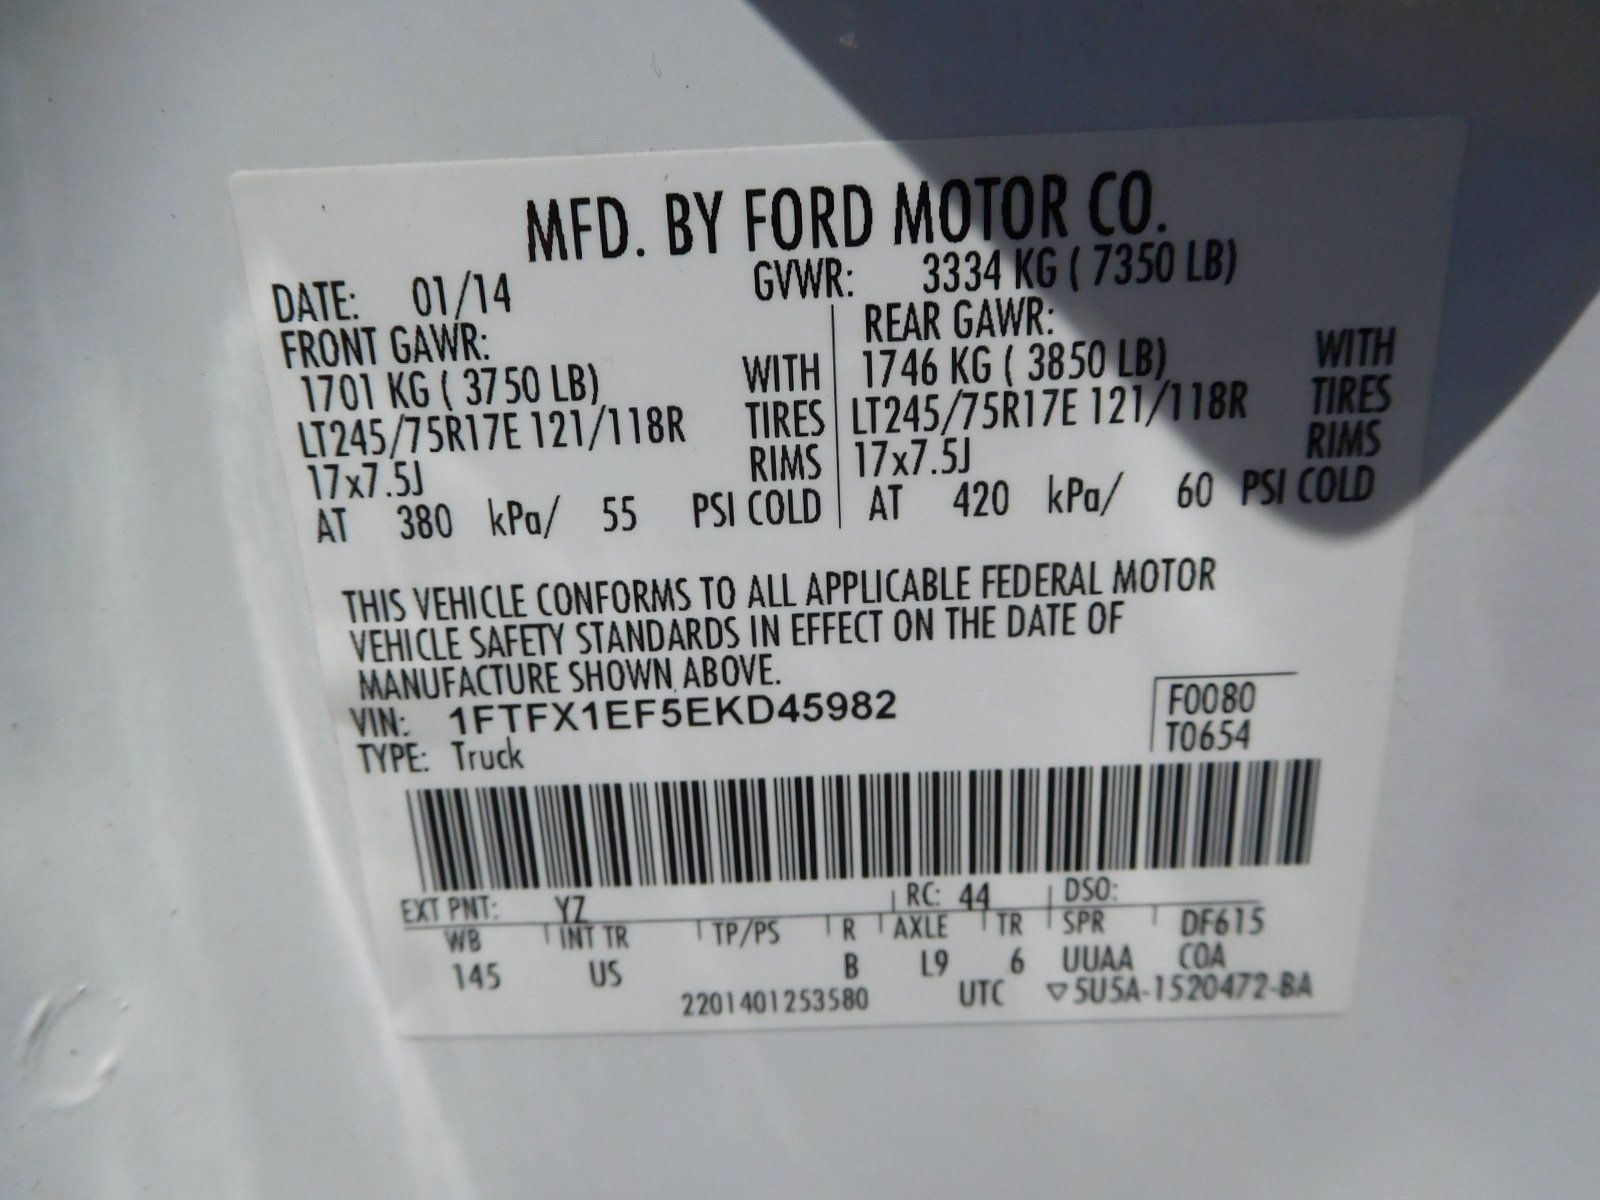 MFD. BY FORD MOTOR CO.
DATE: 01/14 GVWR: 3334 KG ( 7350 LB)
FRONT GAWR:
1701 KG ( 3750 LB) WITH
LT245/75R17E 121/118R TIRES
17x7.5J RIMS
AT 380 kPa/ 55 PSI COLD
REAR GAWR:
1746 KG ( 3850 LB) WITH
LT245/75R17E 121/118R TIRES
17x7.5J RIMS
AT 420 kPa/ 60 PSI COLD
THIS VEHICLE CONFORMS TO ALL APPLICABLE FEDERAL MOTOR
VEHICLE SAFETY STANDARDS IN EFFECT ON THE DATE OF
MANUFACTURE SHOWN ABOVE.
VIN: 1FTFX1EF5EKD45982
TYPE: Truck
F0080
T0654
EXT PNT: YZ RC: 44 DSO:
WB INT TR TP/PS R AXLE TR SPR DF615
145 US B L9 6 UUAA COA
2201401253580 UTC ▽5U5A-1520472-BA